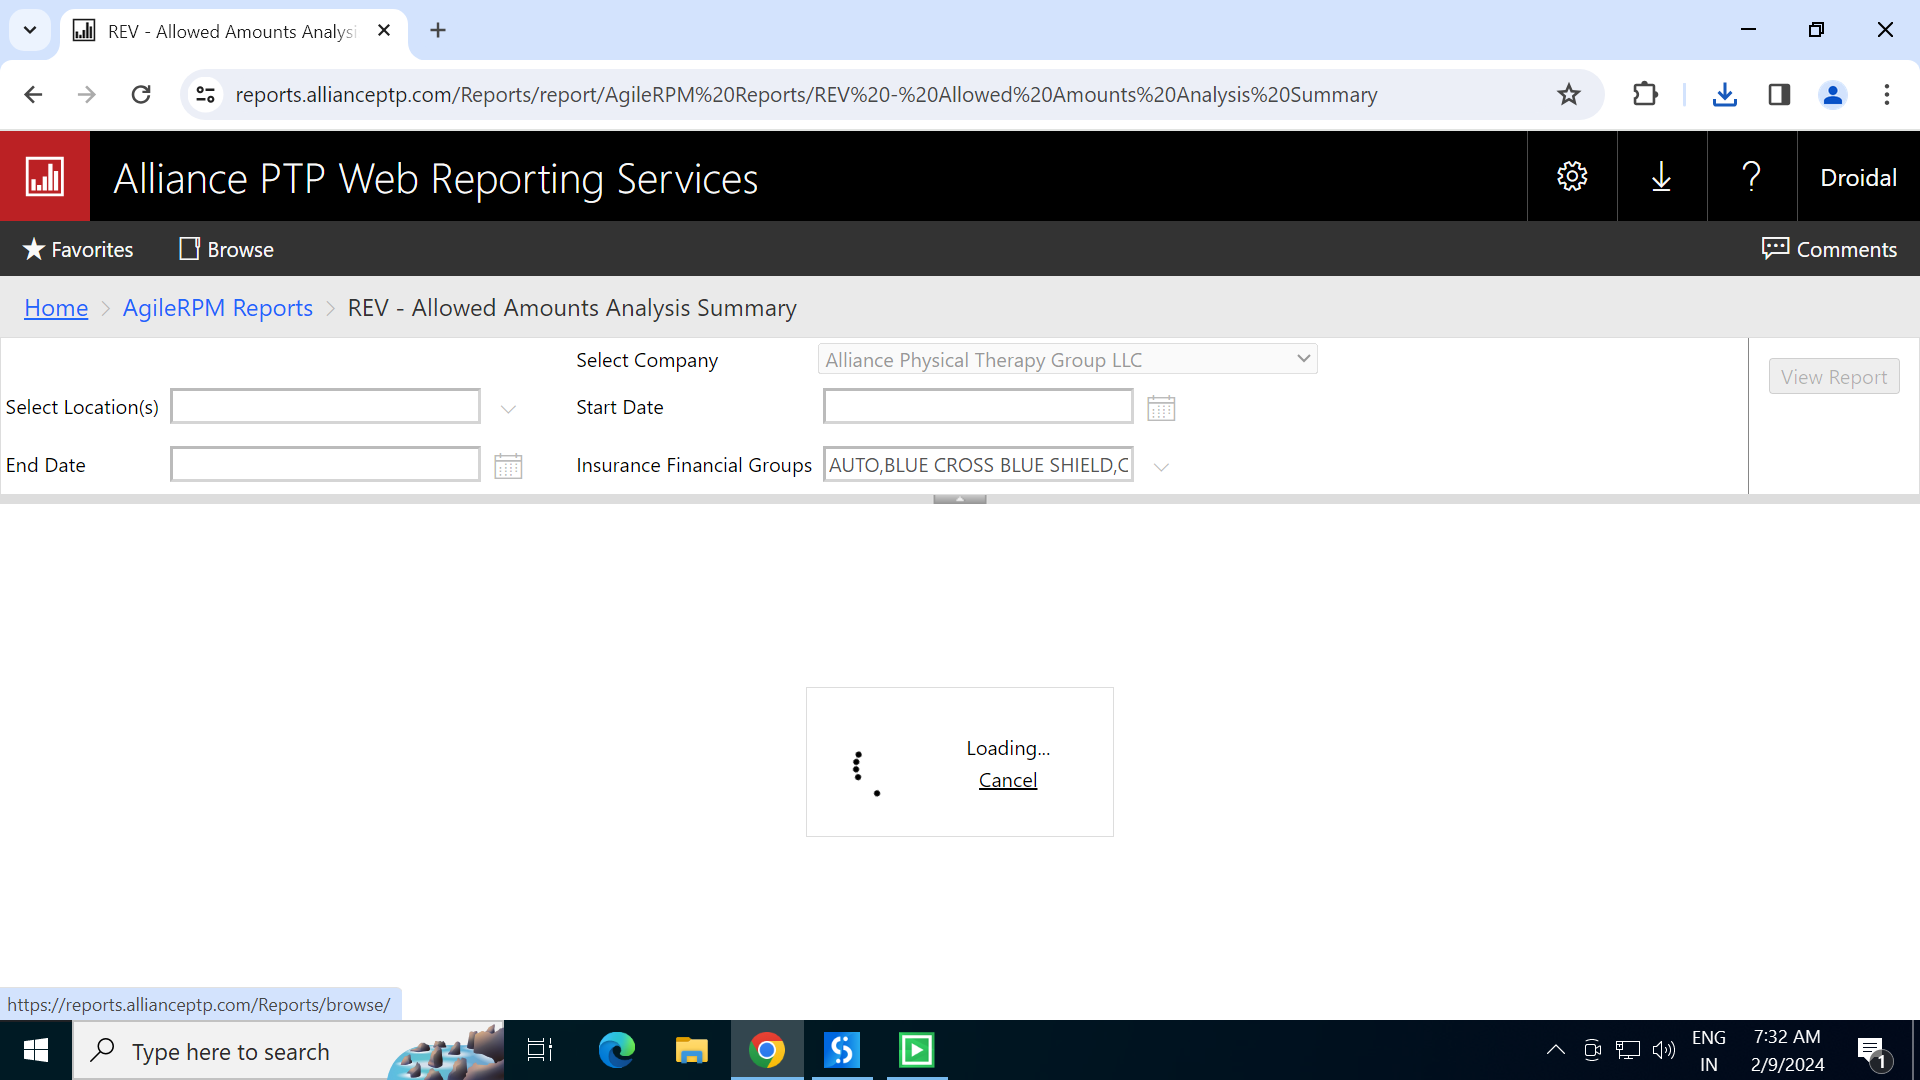 REV - Allowed Amounts Analysi
reports.allianceptp.com/Reports/report/AgileRPM%20Reports/REV%20-%20Allowed%20Amounts%20Analysis%20Summary
Alliance PTP Web Reporting Services
?
Droidal
Favorites
Browse
Comments
Home > AgileRPM Reports > REV - Allowed Amounts Analysis Summary
Select Company
Alliance Physical Therapy Group LLC
View Report
Select Location(s)
Start Date
End Date
Insurance Financial Groups
AUTO,BLUE CROSS BLUE SHIELD,C
Loading...
Cancel
https://reports.allianceptp.com/Reports/browse/
Type here to search
ENG
IN
7:32 AM
2/9/2024
1